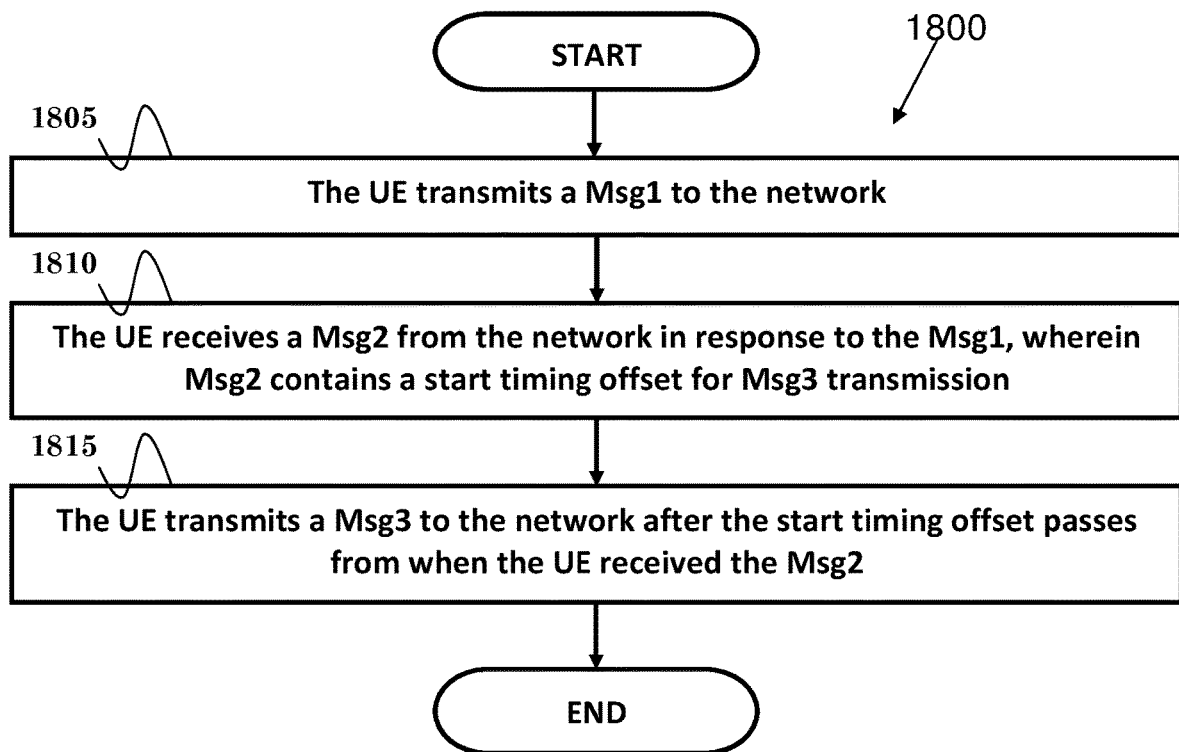 START
1800
1805
The UE transmits a Msg1 to the network
1810
The UE receives a Msg2 from the network in response to the Msg1, wherein
Msg2 contains a start timing offset for Msg3 transmission
1815
The UE transmits a Msg3 to the network after the start timing offset passes
from when the UE received the Msg2
END